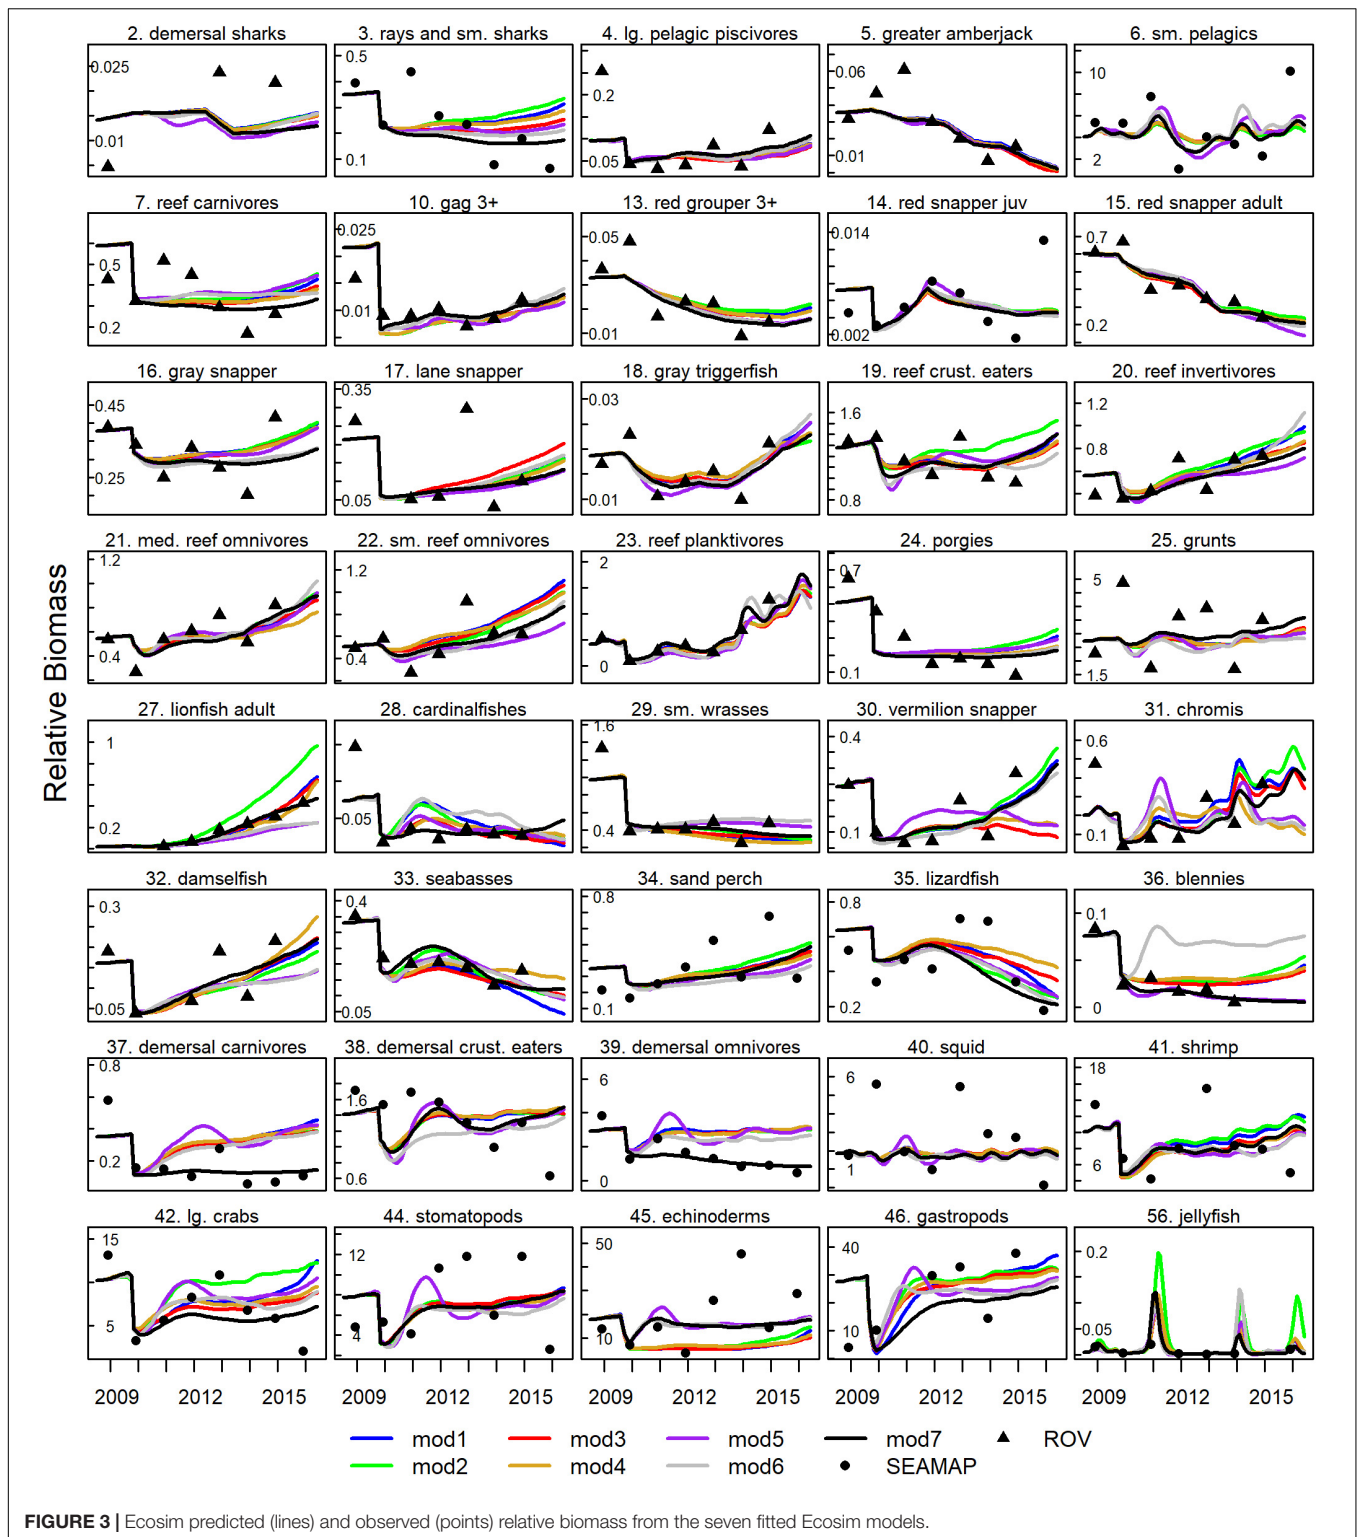 2. demersal sharks 3. rays and sm. sharks 4. lg. pelagic piscivores 5. greater amberjack 6. sm. pelagics
0.025 0.5 0.2 0.06 10
0.01 0.1 0.05 0.01 2
7. reef carnivores 10. gag 3+ 13. red grouper 3+ 14. red snapper juv 15. red snapper adult
0.5 0.025 0.05 0.014 0.7
0.2 0.01 0.01 0.002 0.2
16. gray snapper 17. lane snapper 18. gray triggerfish 19. reef crust. eaters 20. reef invertivores
0.45 0.35 0.03 1.6 1.2
0.25 0.05 0.01 0.8 0.8
21. med. reef omnivores 22. sm. reef omnivores 23. reef planktivores 24. porgies 25. grunts
1.2 1.2 2 0.7 5
0.4 0.4 0 0.1 1.5
Relative Biomass
27. lionfish adult 28. cardinalfishes 29. sm. wrasses 30. vermilion snapper 31. chromis
1 0.05 1.6 0.4 0.6
0.2 0.4 0.1 0.1
32. damselfish 33. seabasses 34. sand perch 35. lizardfish 36. blennies
0.3 0.4 0.8 0.8 0.1
0.05 0.05 0.1 0.2 0
37. demersal carnivores 38. demersal crust. eaters 39. demersal omnivores 40. squid 41. shrimp
0.8 1.6 6 6 18
0.2 0.6 0 1 6
42. lg. crabs 44. stomatopods 45. echinoderms 46. gastropods 56. jellyfish
15 12 50 40 0.2
5 4 10 10 0.05
2009 2012 2015 2009 2012 2015 2009 2012 2015 2009 2012 2015 2009 2012 2015
mod1 mod3 mod5 mod7 ROV
mod2 mod4 mod6 SEAMAP
FIGURE 3 | Ecosim predicted (lines) and observed (points) relative biomass from the seven fitted Ecosim models.